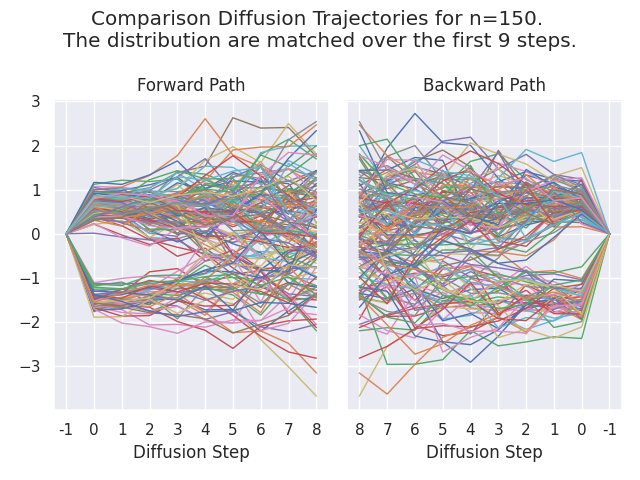 Comparison Diffusion Trajectories for n=150.
The distribution are matched over the first 9 steps.
Forward Path
Backward Path
3
2
1
0
−1
−2
−3
-1 0 1 2 3 4 5 6 7 8
8 7 6 5 4 3 2 1 0 -1
Diffusion Step
Diffusion Step